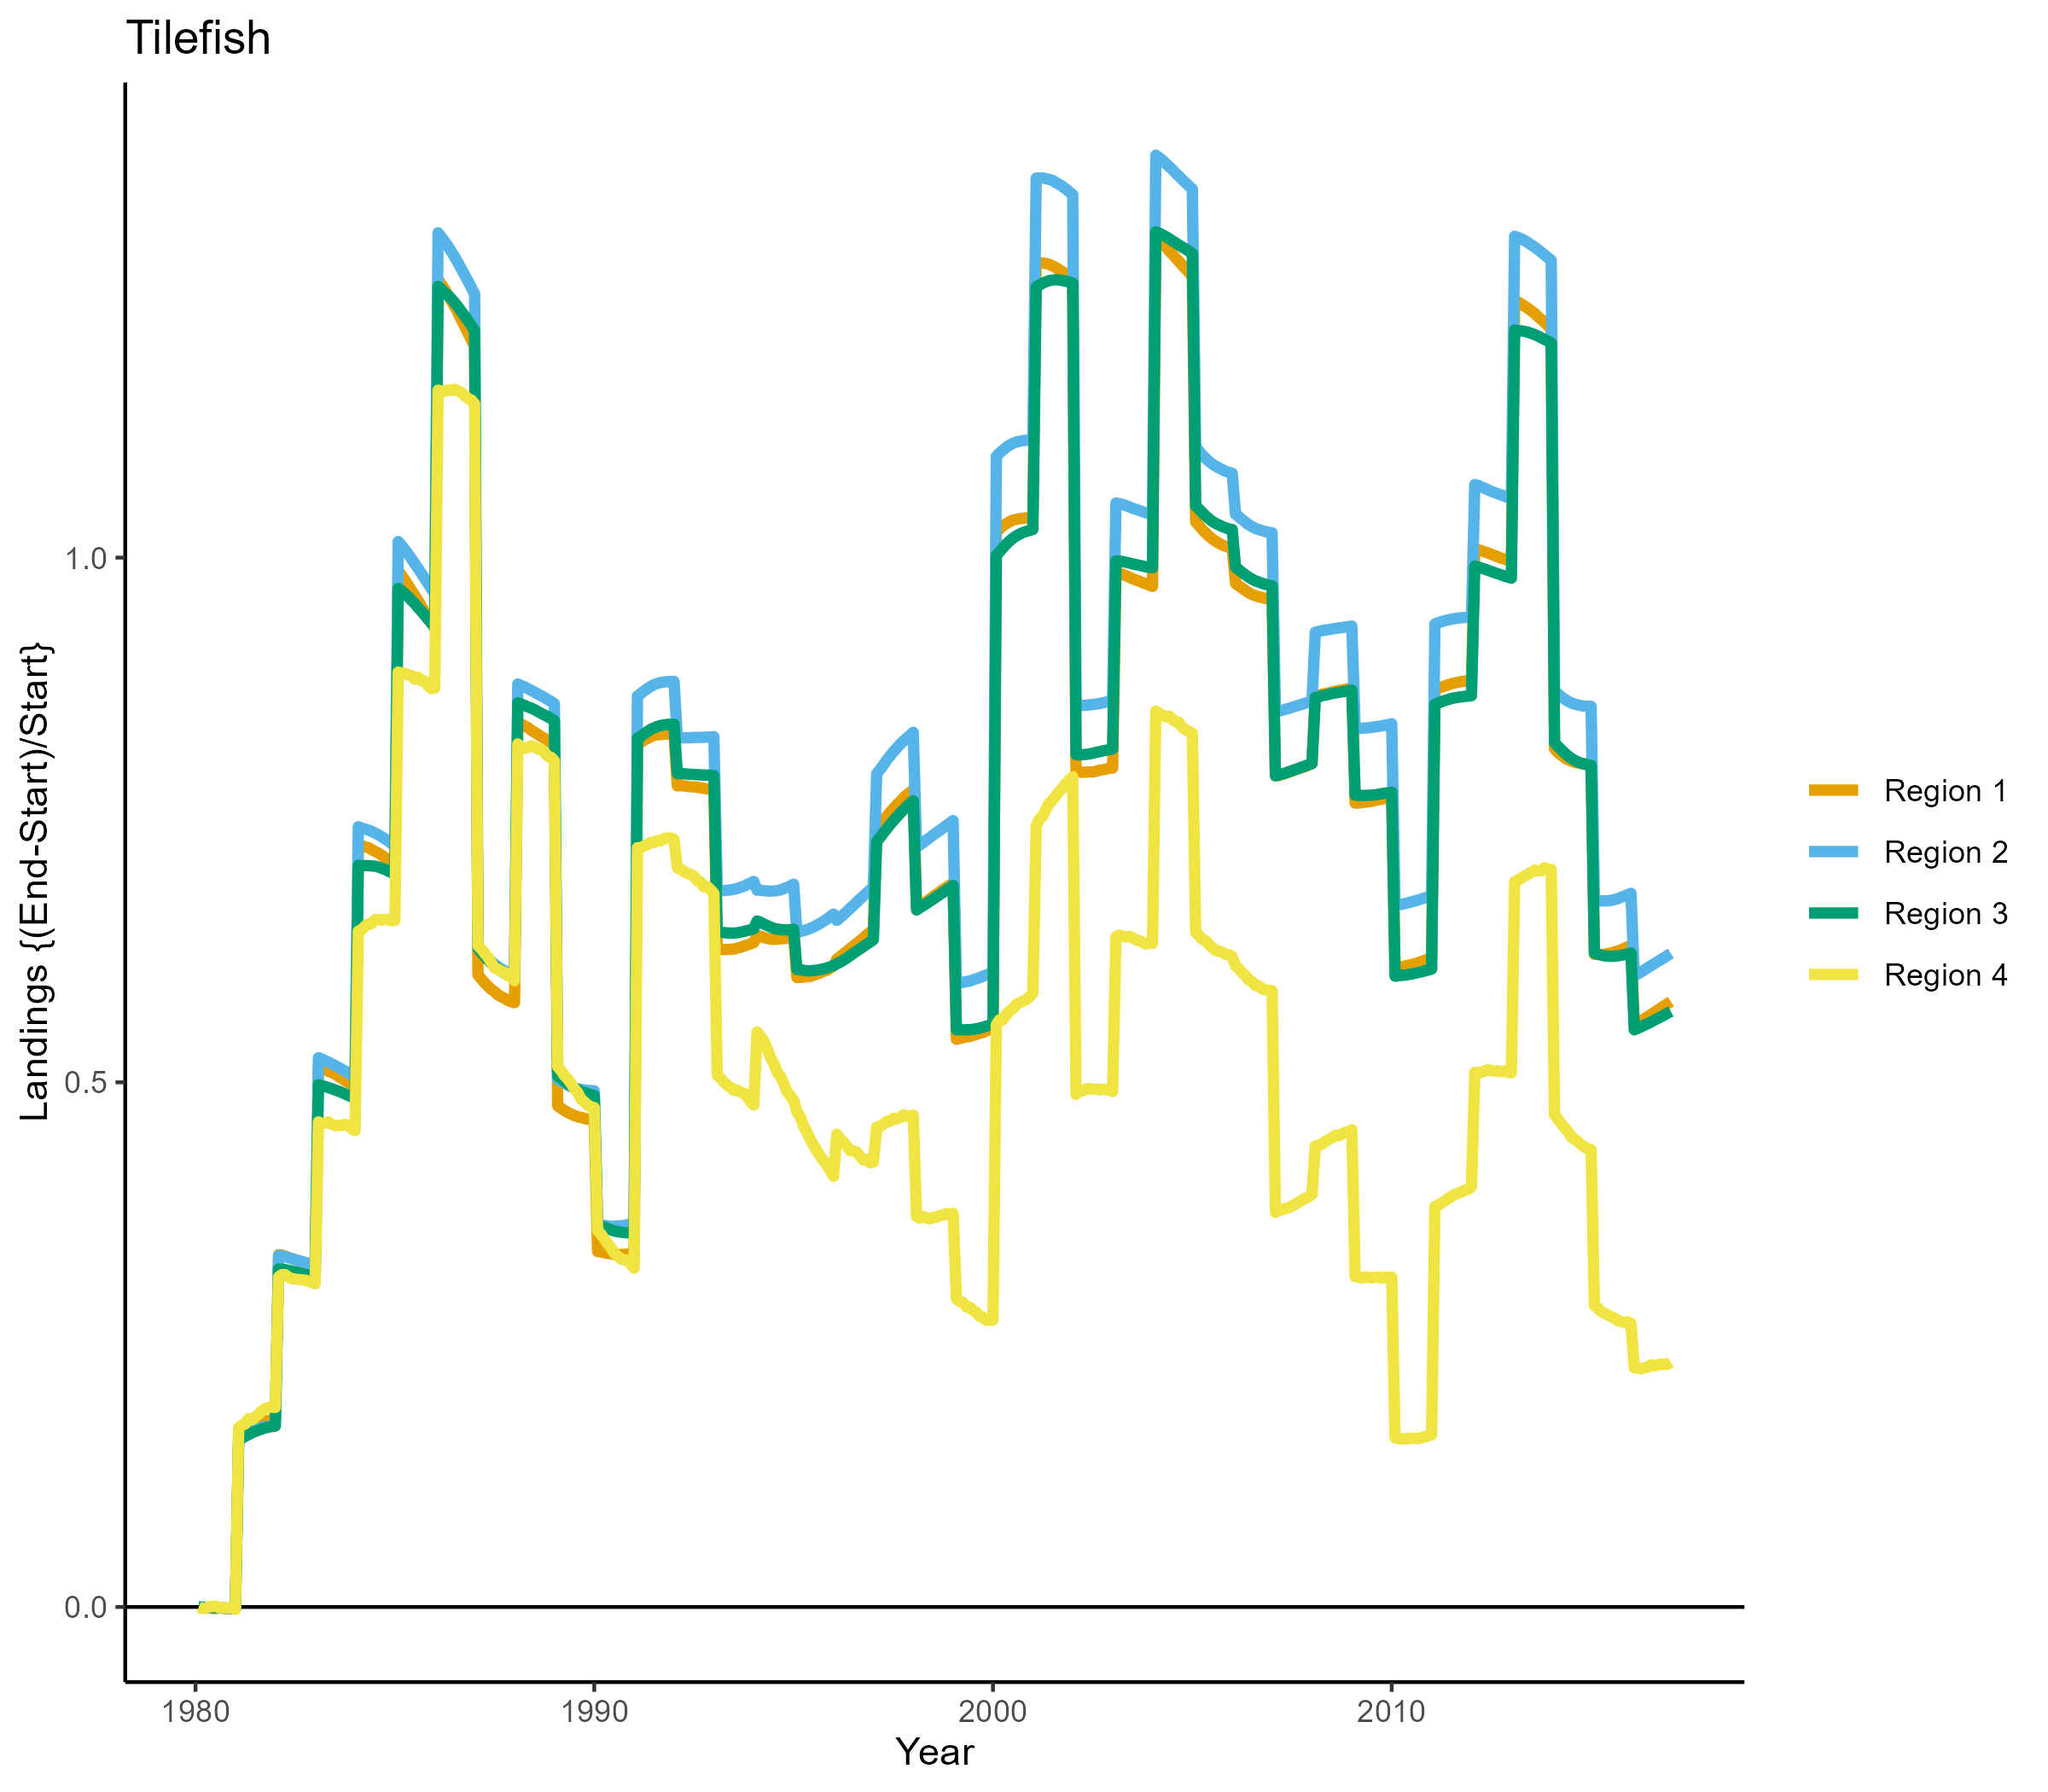 Tilefish
Landings {(End-Start)/Start}
1.0
0.5
0.0
1980 1990 2000 2010
Year
Region 1
Region 2
Region 3
Region 4